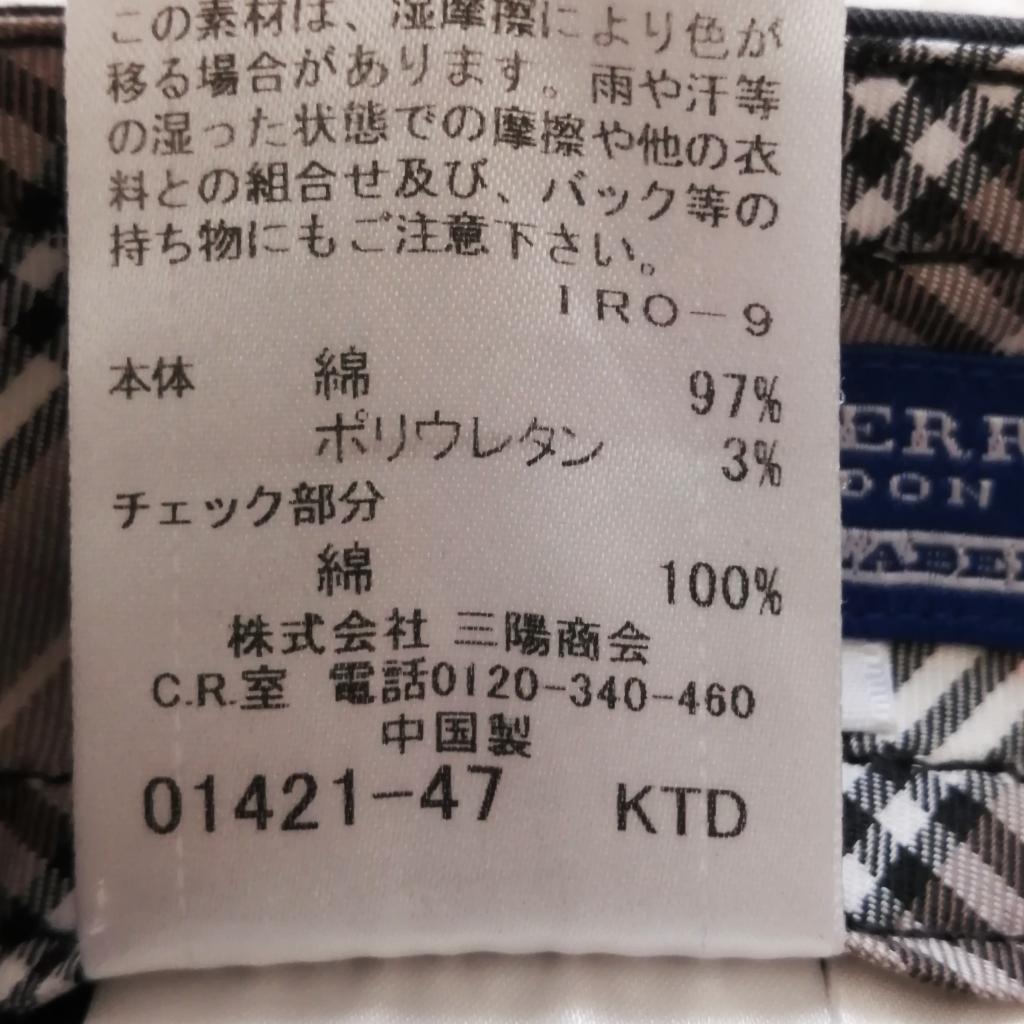 この素材は、湿摩擦により色が
移る場合があります。雨や汗等
の湿った状態での摩擦や他の衣
料との組合せ及び、バック等の
持ち物にもご注意下さい。
IRO-9
本体 綿 97%
ポリウレタン 3%
チェック部分
綿 100%
株式会社 三陽商会
C.R.室 電話0120-340-460
中国製
01421-47 KTD
ERR
DON
LABEL